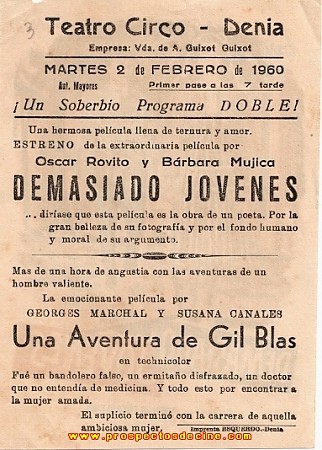 3
Teatro Circo - Denia
Empresa: Vda. de A. Guixot Guixot
MARTES 2 de FEBRERO de 1960
Aut. Mayores
Primer pase a las 7 tarde
¡Un Soberbio Programa DOBLE!
Una hermosa película llena de ternura y amor.
ESTRENO de la extraordinaria película por
Oscar Rovito y Bárbara Mujica
DEMASIADO JOVENES
... diríase que esta película es la obra de un poeta. Por la
gran belleza de su fotografía y por el fondo humano
y moral de su argumento.
Mas de una hora de angustia con las aventuras de un
hombre valiente.
La emocionante película por
GEORGES MARCHAL Y SUSANA CANALES
Una Aventura de Gil Blas
en technicolor
Fué un bandolero falso, un ermitaño disfrazado, un doctor
que no entendía de medicina. Y todo esto por encontrar a
la mujer amada.
El suplicio terminó con la carrera de aquella
ambiciosa mujer.
Imprenta ESQUERDO.-Denia
www.prospectosdecine.com